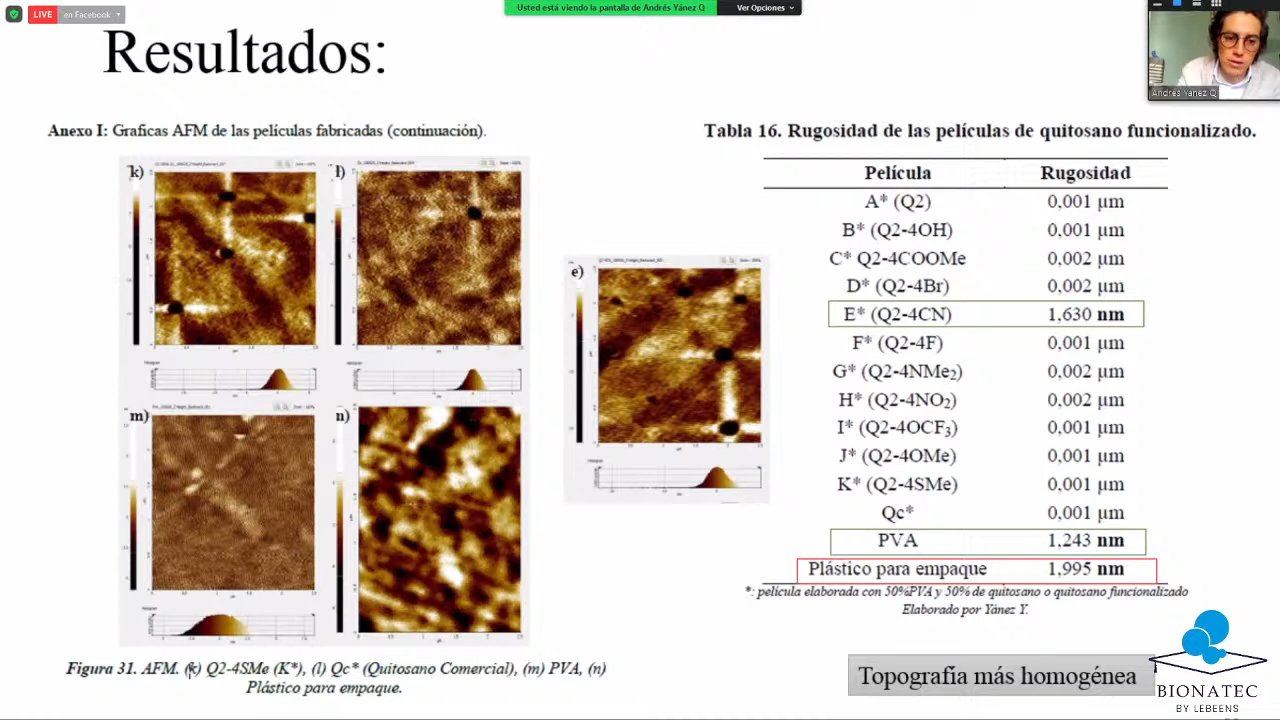 LIVE en Facebook
Usted está viendo la pantalla de Andrés Yánez Q
Ver Opciones
Andrés Yánez Q
Resultados:
Anexo I: Graficas AFM de las películas fabricadas (continuación).
k)
l)
m)
n)
Figura 31. AFM. (k) Q2-4SMe (K*), (l) Qc* (Quitosano Comercial), (m) PVA, (n)
Plástico para empaque.
e)
Tabla 16. Rugosidad de las películas de quitosano funcionalizado.
Película Rugosidad
A* (Q2) 0,001 µm
B* (Q2-4OH) 0,001 µm
C* Q2-4COOMe 0,002 µm
D* (Q2-4Br) 0,002 µm
E* (Q2-4CN) 1,630 nm
F* (Q2-4F) 0,001 µm
G* (Q2-4NMe₂) 0,002 µm
H* (Q2-4NO₂) 0,002 µm
I* (Q2-4OCF₃) 0,001 µm
J* (Q2-4OMe) 0,001 µm
K* (Q2-4SMe) 0,001 µm
Qc* 0,001 µm
PVA 1,243 nm
Plástico para empaque 1,995 nm
*: película elaborada con 50%PVA y 50% de quitosano o quitosano funcionalizado
Elaborado por Yánez Y.
Topografía más homogénea
BIONATEC
BY LEBEENS